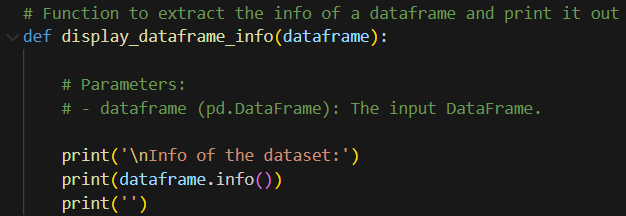 # Function to extract the info of a dataframe and print it out
def display_dataframe_info(dataframe):
# Parameters:
# - dataframe (pd.DataFrame): The input DataFrame.
print('\nInfo of the dataset:')
print(dataframe.info())
print('')